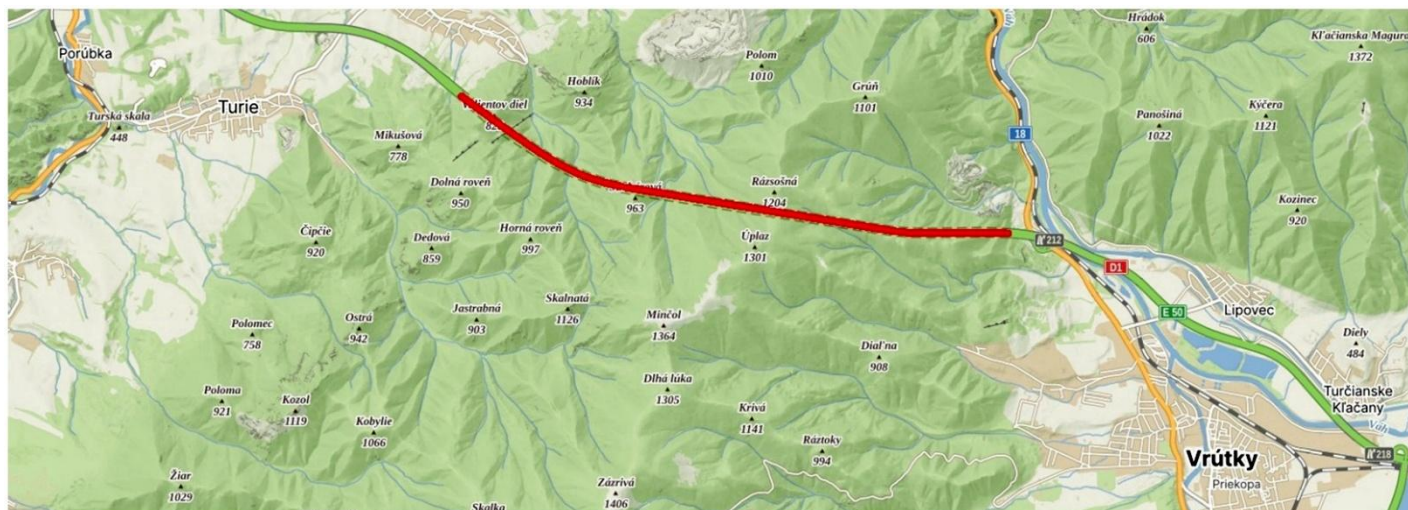 Hrádok
606
Kľačianska Magura
1372
Porúbka
Polom
1010
Hoblík
934
Grúň
1101
Turie
Turská skala
448
18
Panošiná
1022
Kýčera
1121
Mikušová
778
Dolná roveň
950
963
Rázsošná
1204
Kozinec
920
Čipčie
920
Dedová
859
Horná roveň
997
Úplaz
1301
212
D1
Jastrabná
903
Skalnatá
1126
Minčol
1364
E 50
Lipovec
Polomec
758
Ostrá
942
Diaľna
908
Diely
484
Poloma
921
Kozol
1119
Dlhá lúka
1305
Turčianske
Kľačany
Kobylie
1066
Krivá
1141
Váh
Ráztoky
994
218
Vrútky
Priekopa
Žiar
1029
Zázrivá
1406
Skalka
Váh